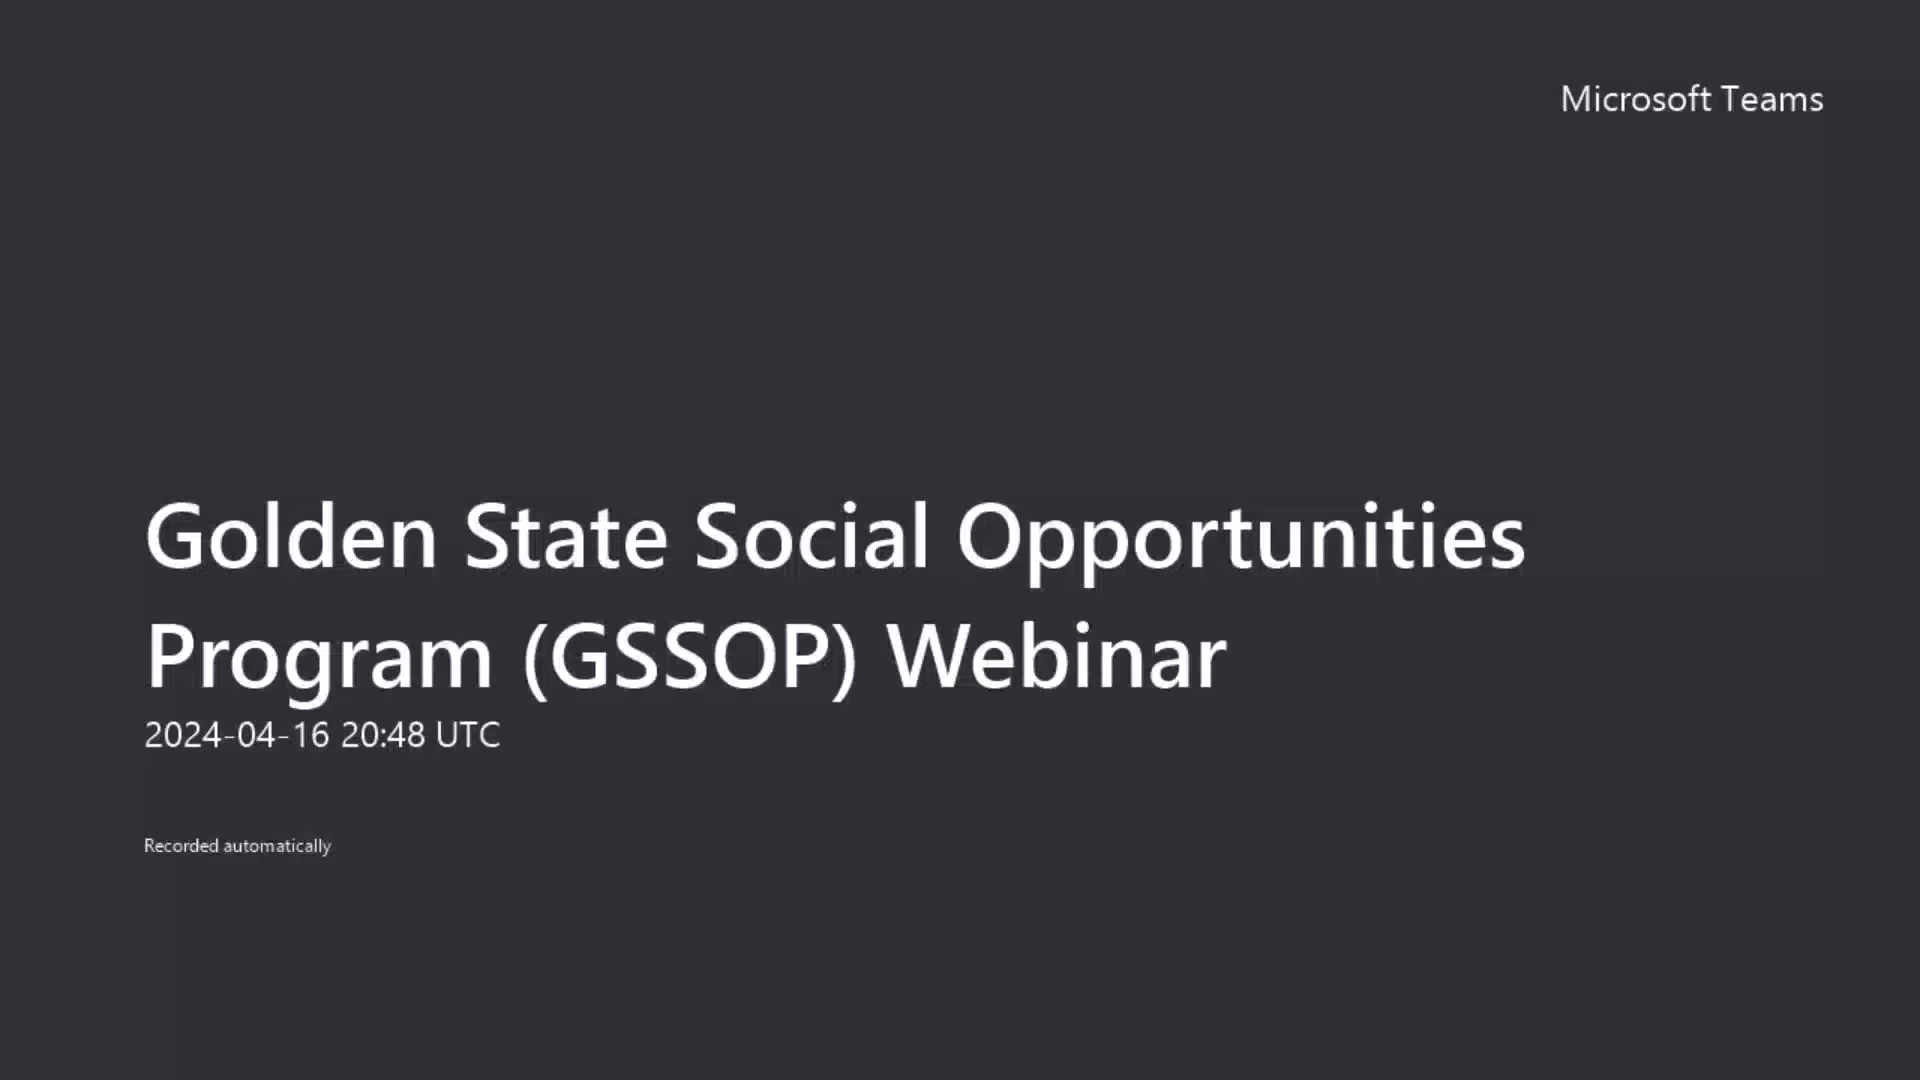 Microsoft Teams
Golden State Social Opportunities
Program (GSSOP) Webinar
2024-04-16 20:48 UTC
Recorded automatically